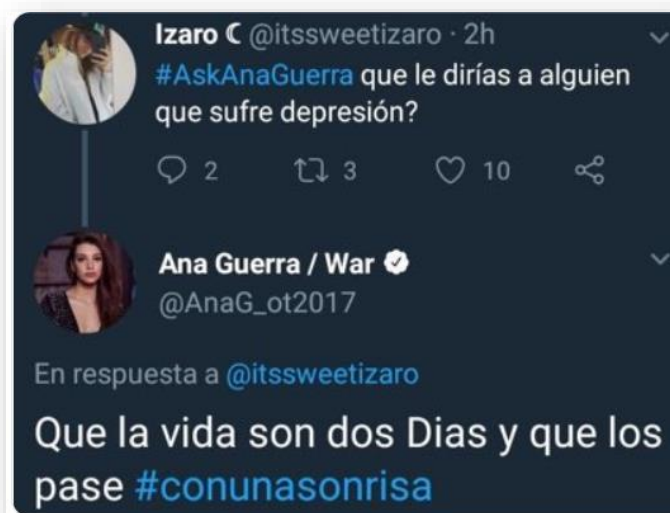 Izaro ☾ @itssweetizaro · 2h
#AskAnaGuerra que le dirías a alguien
que sufre depresión?
2 3 10
Ana Guerra / War
@AnaG_ot2017
En respuesta a @itssweetizaro
Que la vida son dos Dias y que los
pase #conunasonrisa